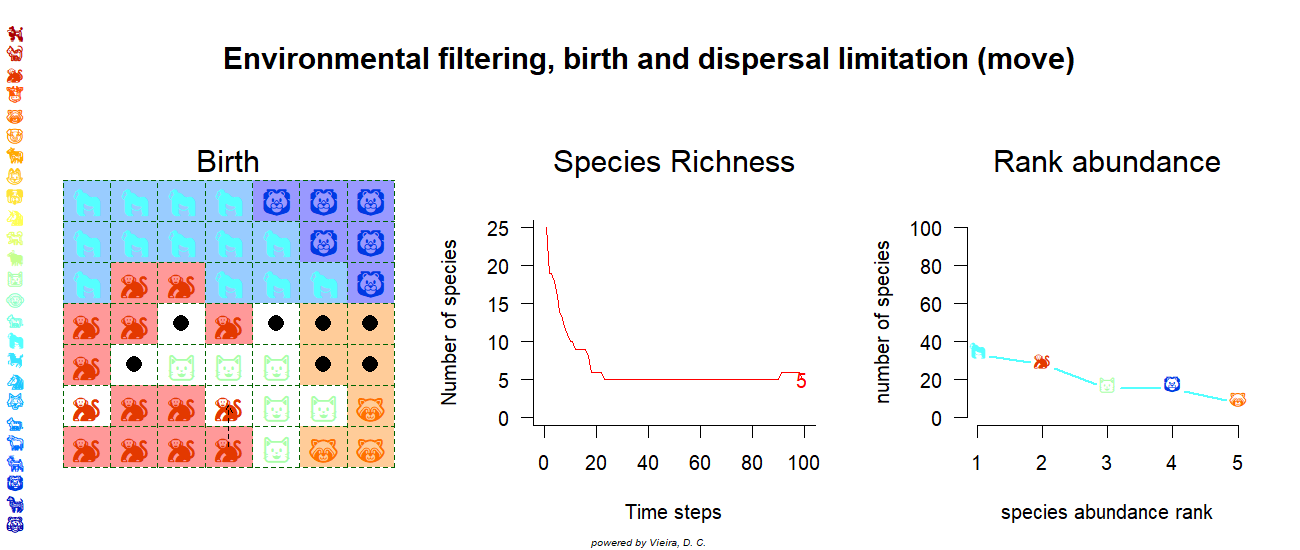 Environmental filtering, birth and dispersal limitation (move)
Birth
Species Richness
Rank abundance
Number of species
25
20
15
10
5
0
5
0 20 40 60 80 100
Time steps
number of species
100
80
60
40
20
0
1 2 3 4 5
species abundance rank
powered by Vieira, D. C.